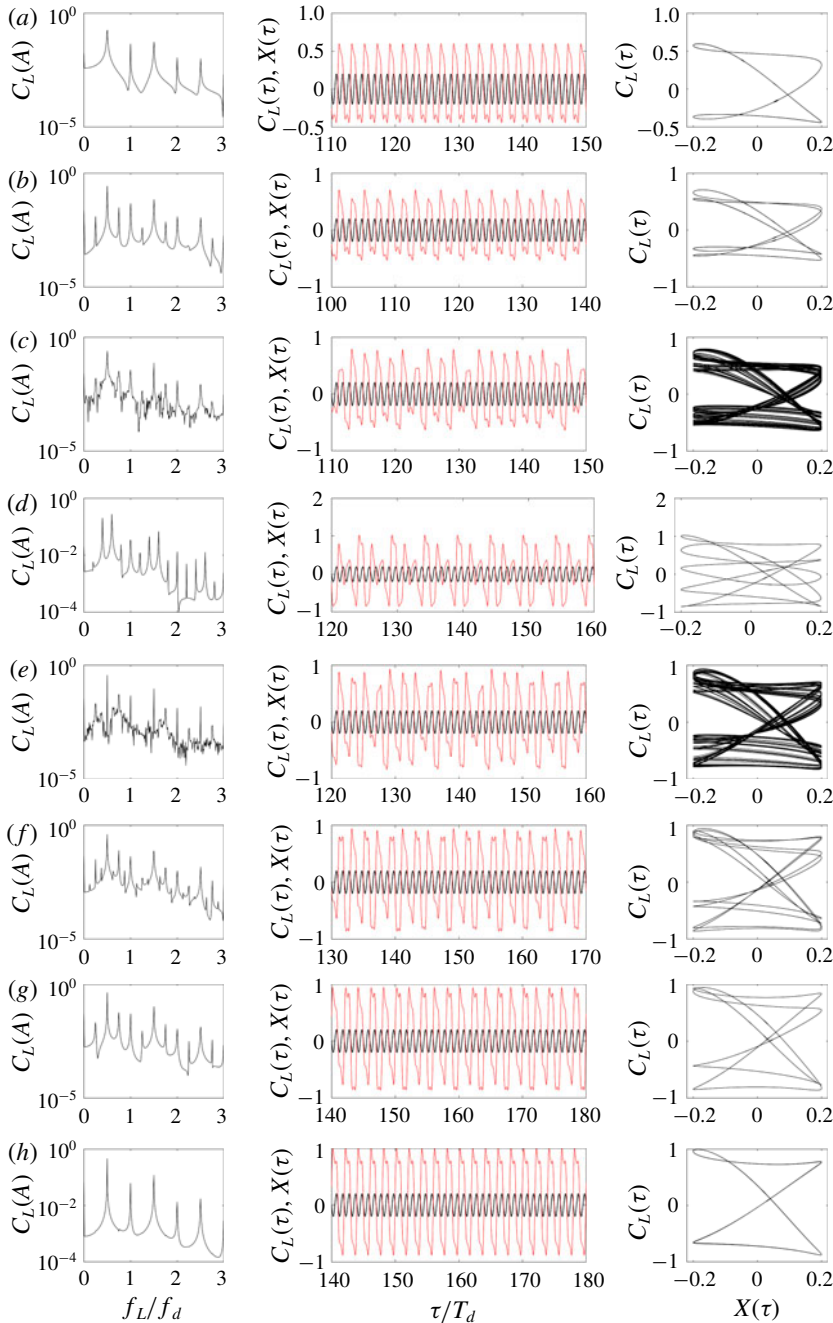 (a) C_L(A) 10^0 10^−5 0 1 2 3
C_L(τ), X(τ) 1.0 0.5 0 −0.5 110 120 130 140 150
C_L(τ) 1.0 0.5 0 −0.5 −0.2 0 0.2
(b) C_L(A) 10^0 10^−5 0 1 2 3
C_L(τ), X(τ) 1 0 −1 100 110 120 130 140
C_L(τ) 1 0 −1 −0.2 0 0.2
(c) C_L(A) 10^0 10^−5 0 1 2 3
C_L(τ), X(τ) 1 0 −1 110 120 130 140 150
C_L(τ) 1 0 −1 −0.2 0 0.2
(d) C_L(A) 10^0 10^−2 10^−4 0 1 2 3
C_L(τ), X(τ) 2 1 0 −1 120 130 140 150 160
C_L(τ) 2 1 0 −1 −0.2 0 0.2
(e) C_L(A) 10^0 10^−5 0 1 2 3
C_L(τ), X(τ) 1 0 −1 120 130 140 150 160
C_L(τ) 1 0 −1 −0.2 0 0.2
(f) C_L(A) 10^0 10^−5 0 1 2 3
C_L(τ), X(τ) 1 0 −1 130 140 150 160 170
C_L(τ) 1 0 −1 −0.2 0 0.2
(g) C_L(A) 10^0 10^−5 0 1 2 3
C_L(τ), X(τ) 1 0 −1 140 150 160 170 180
C_L(τ) 1 0 −1 −0.2 0 0.2
(h) C_L(A) 10^0 10^−2 10^−4 0 1 2 3
C_L(τ), X(τ) 1 0 −1 140 150 160 170 180
C_L(τ) 1 0 −1 −0.2 0 0.2
f_L/f_d τ/T_d X(τ)